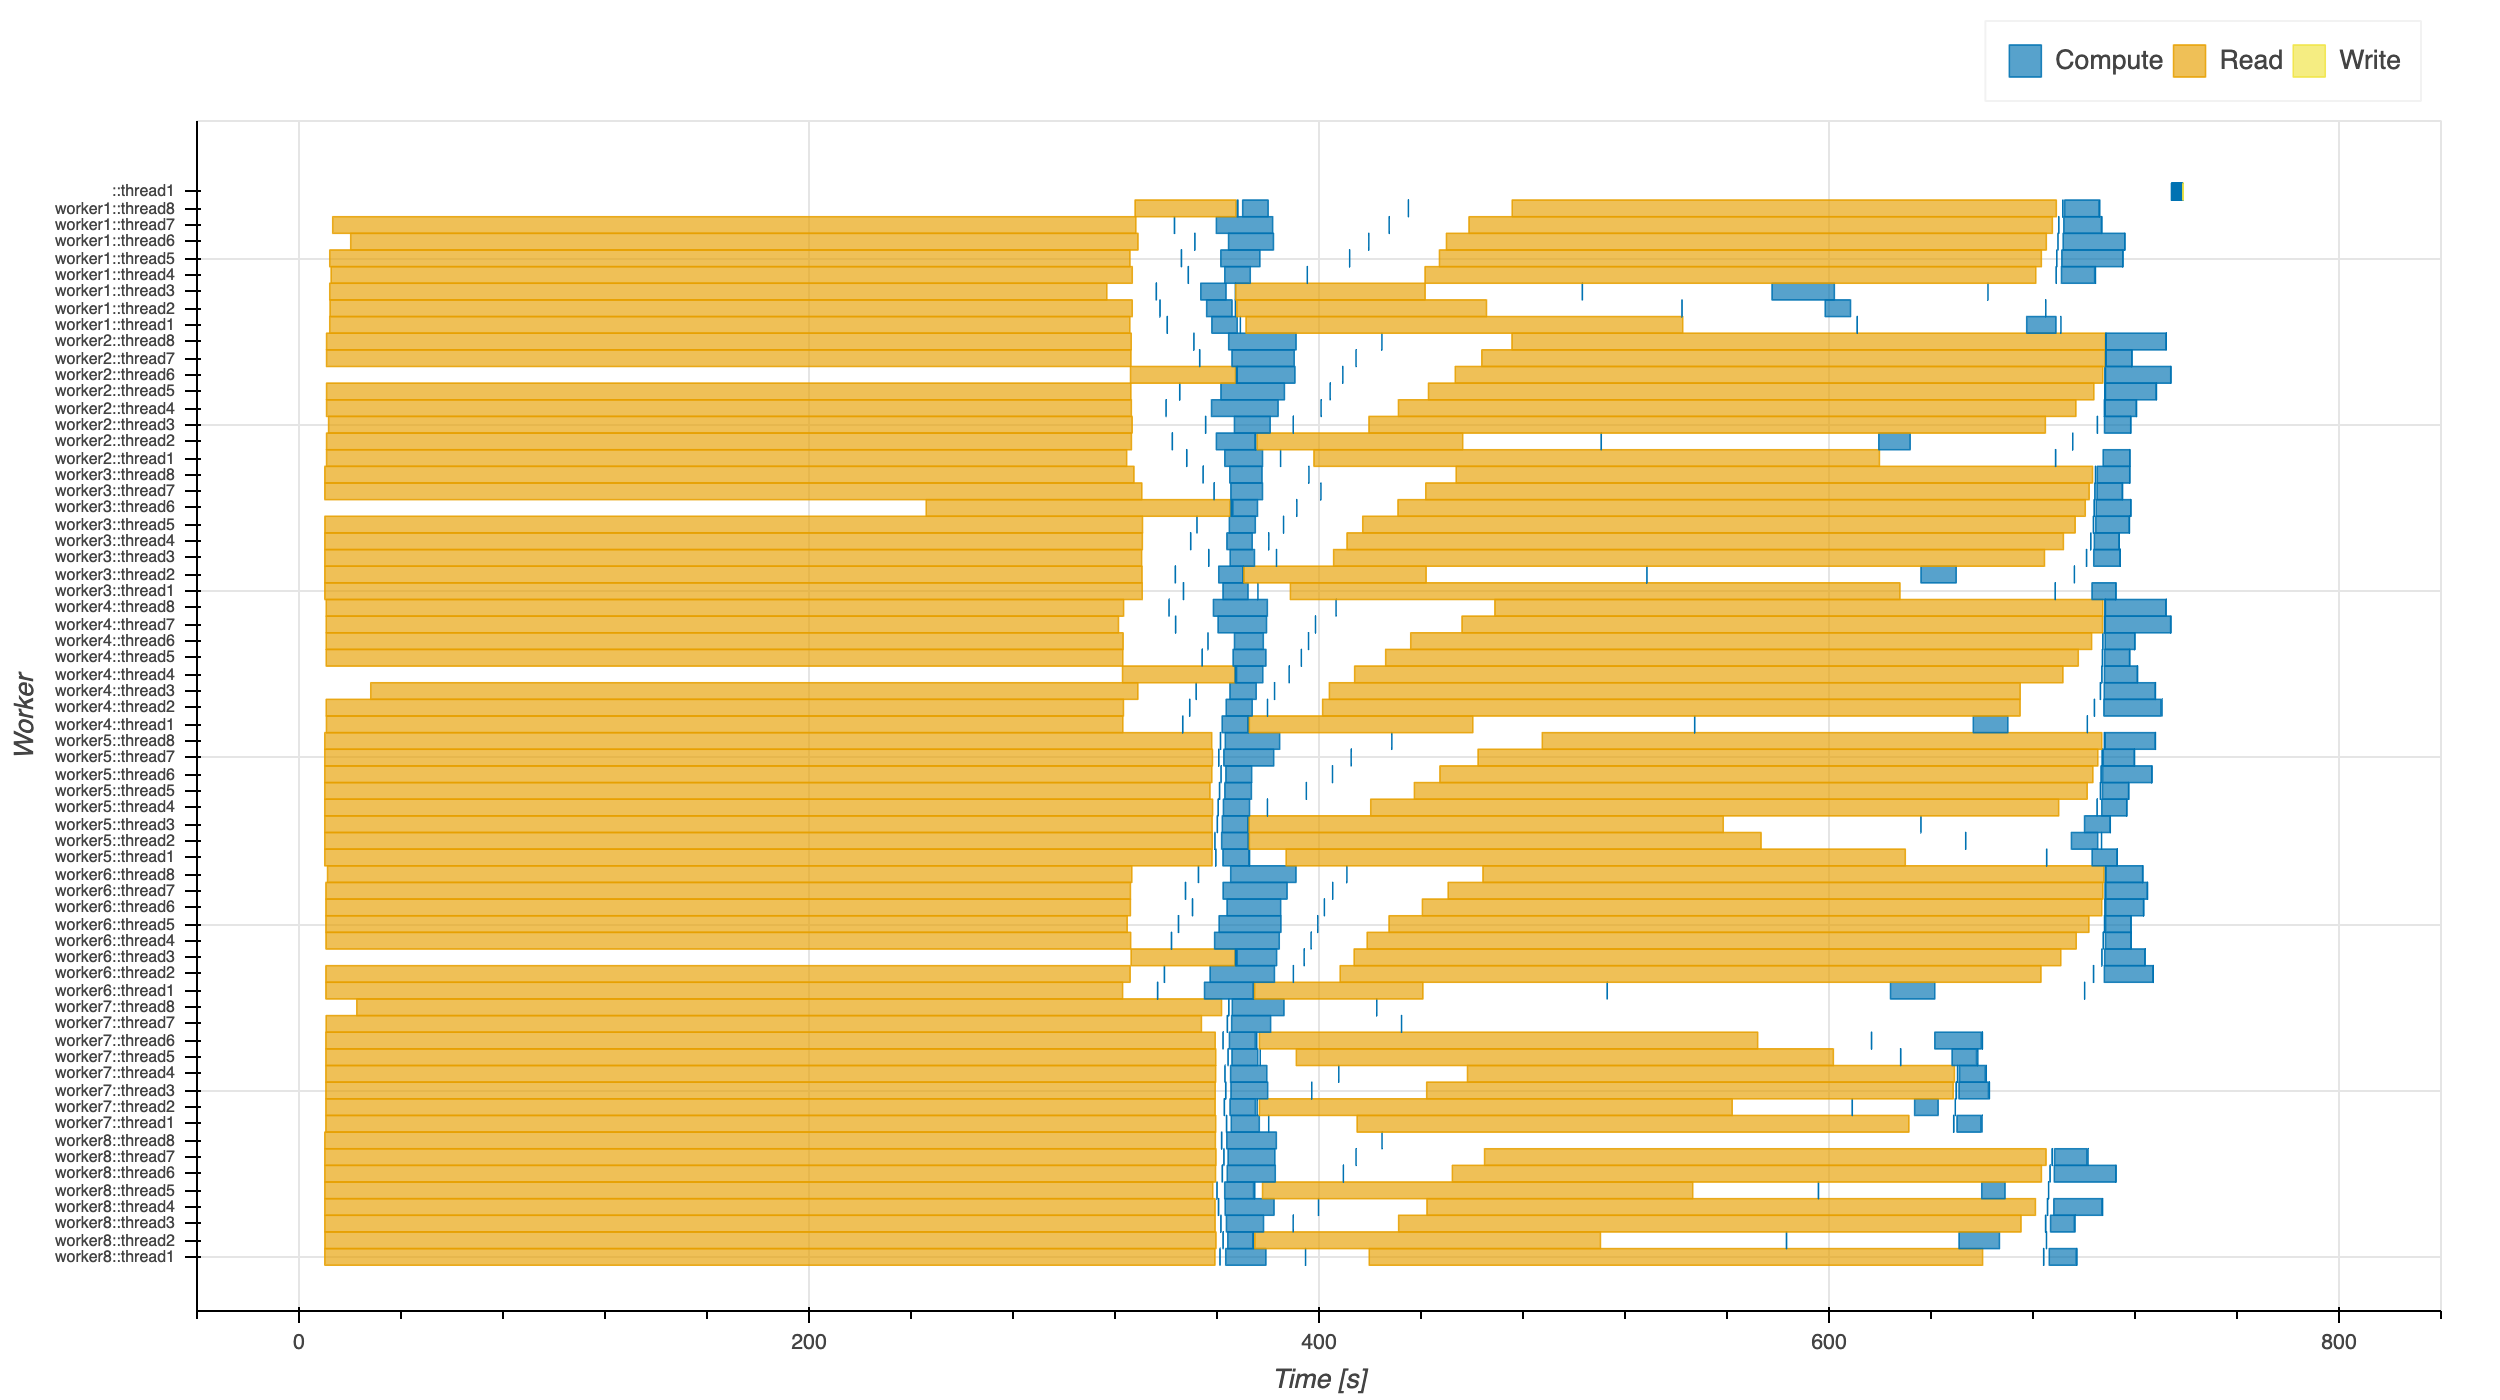 Compute Read Write
::thread1
worker1::thread8
worker1::thread7
worker1::thread6
worker1::thread5
worker1::thread4
worker1::thread3
worker1::thread2
worker1::thread1
worker2::thread8
worker2::thread7
worker2::thread6
worker2::thread5
worker2::thread4
worker2::thread3
worker2::thread2
worker2::thread1
worker3::thread8
worker3::thread7
worker3::thread6
worker3::thread5
worker3::thread4
worker3::thread3
worker3::thread2
worker3::thread1
worker4::thread8
worker4::thread7
worker4::thread6
worker4::thread5
worker4::thread4
worker4::thread3
worker4::thread2
worker4::thread1
worker5::thread8
worker5::thread7
worker5::thread6
worker5::thread5
worker5::thread4
worker5::thread3
worker5::thread2
worker5::thread1
worker6::thread8
worker6::thread7
worker6::thread6
worker6::thread5
worker6::thread4
worker6::thread3
worker6::thread2
worker6::thread1
worker7::thread8
worker7::thread7
worker7::thread6
worker7::thread5
worker7::thread4
worker7::thread3
worker7::thread2
worker7::thread1
worker8::thread8
worker8::thread7
worker8::thread6
worker8::thread5
worker8::thread4
worker8::thread3
worker8::thread2
worker8::thread1
Worker
0 200 400 600 800
Time [s]